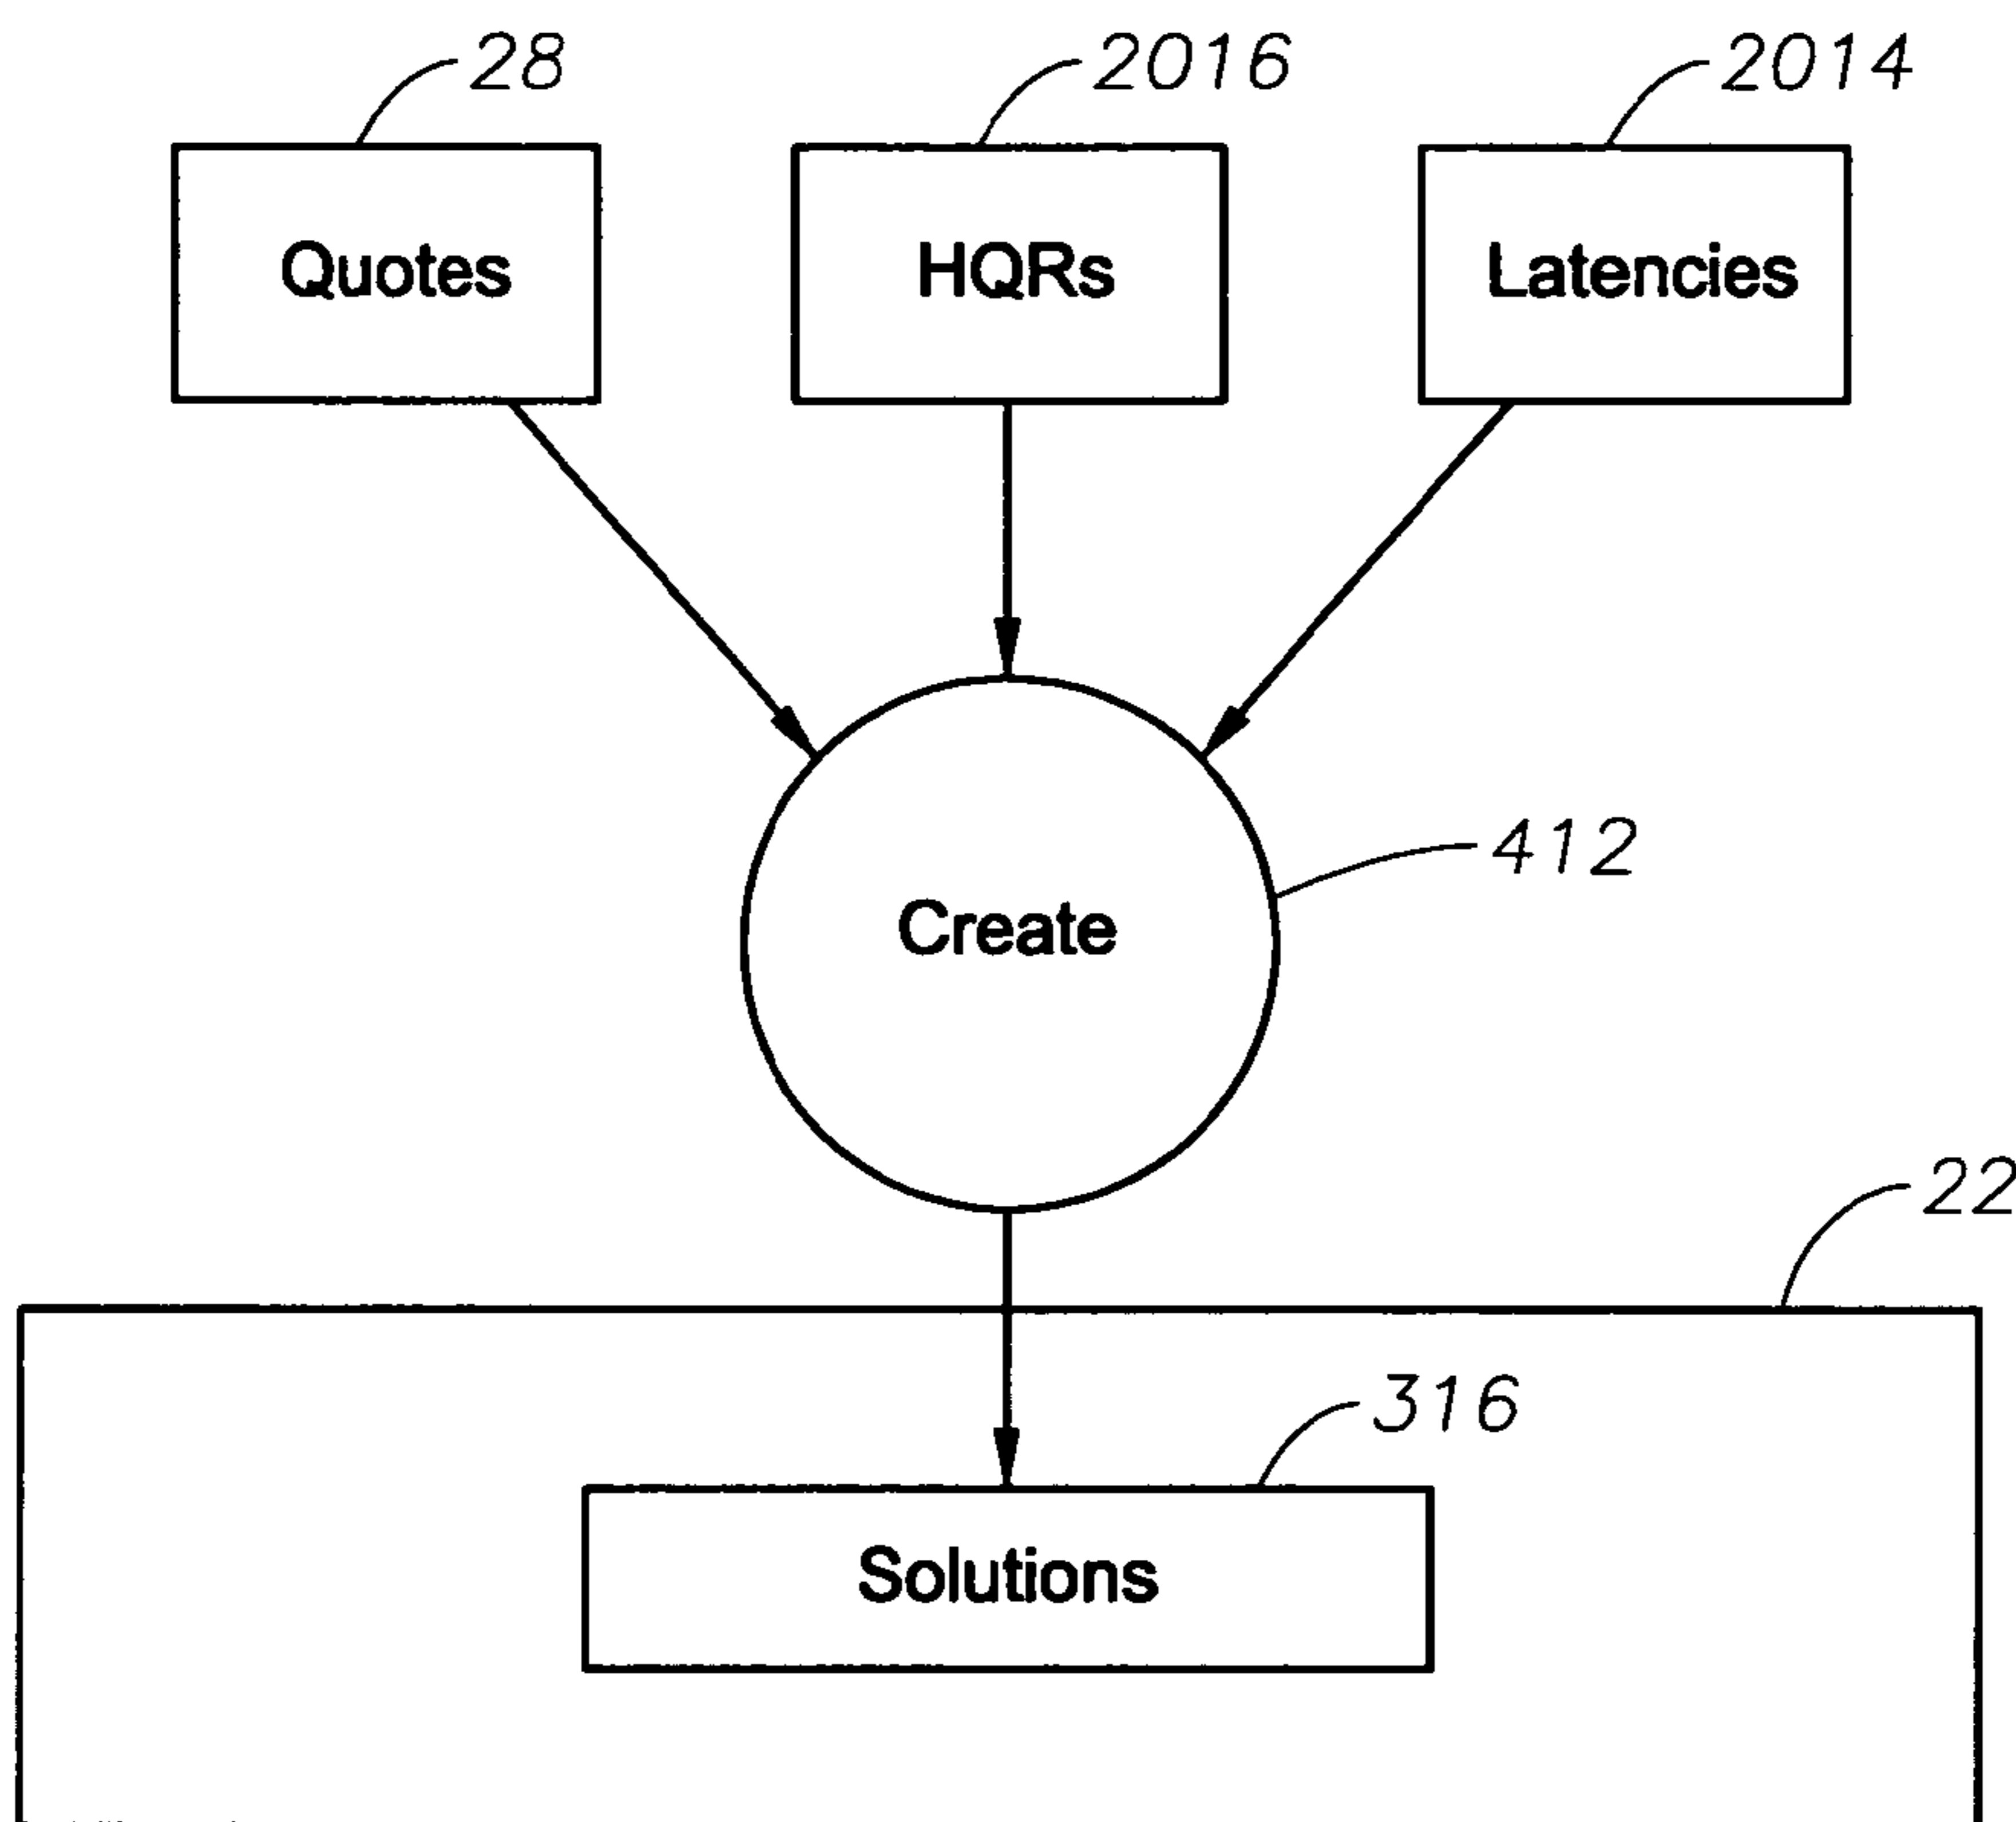 28 2016 2014
Quotes HQRs Latencies
412
Create
22
316
Solutions